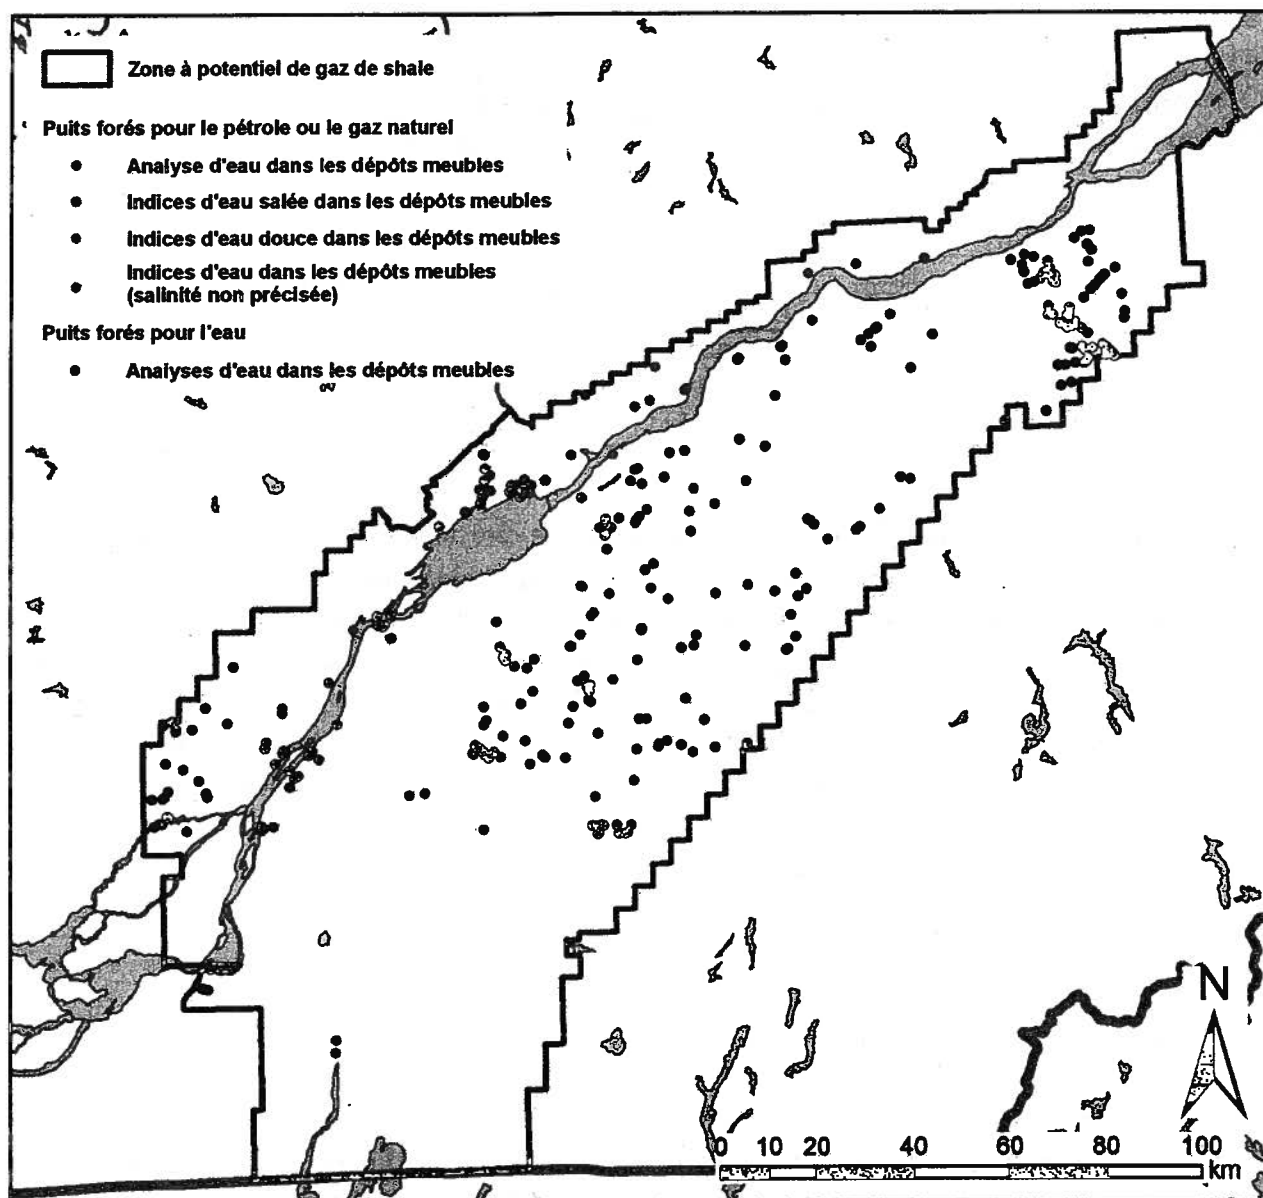 Zone à potentiel de gaz de shale
Puits forés pour le pétrole ou le gaz naturel
Analyse d'eau dans les dépôts meubles
Indices d'eau salée dans les dépôts meubles
Indices d'eau douce dans les dépôts meubles
Indices d'eau dans les dépôts meubles
(salinité non précisée)
Puits forés pour l'eau
Analyses d'eau dans les dépôts meubles
N
0 10 20 40 60 80 100
km